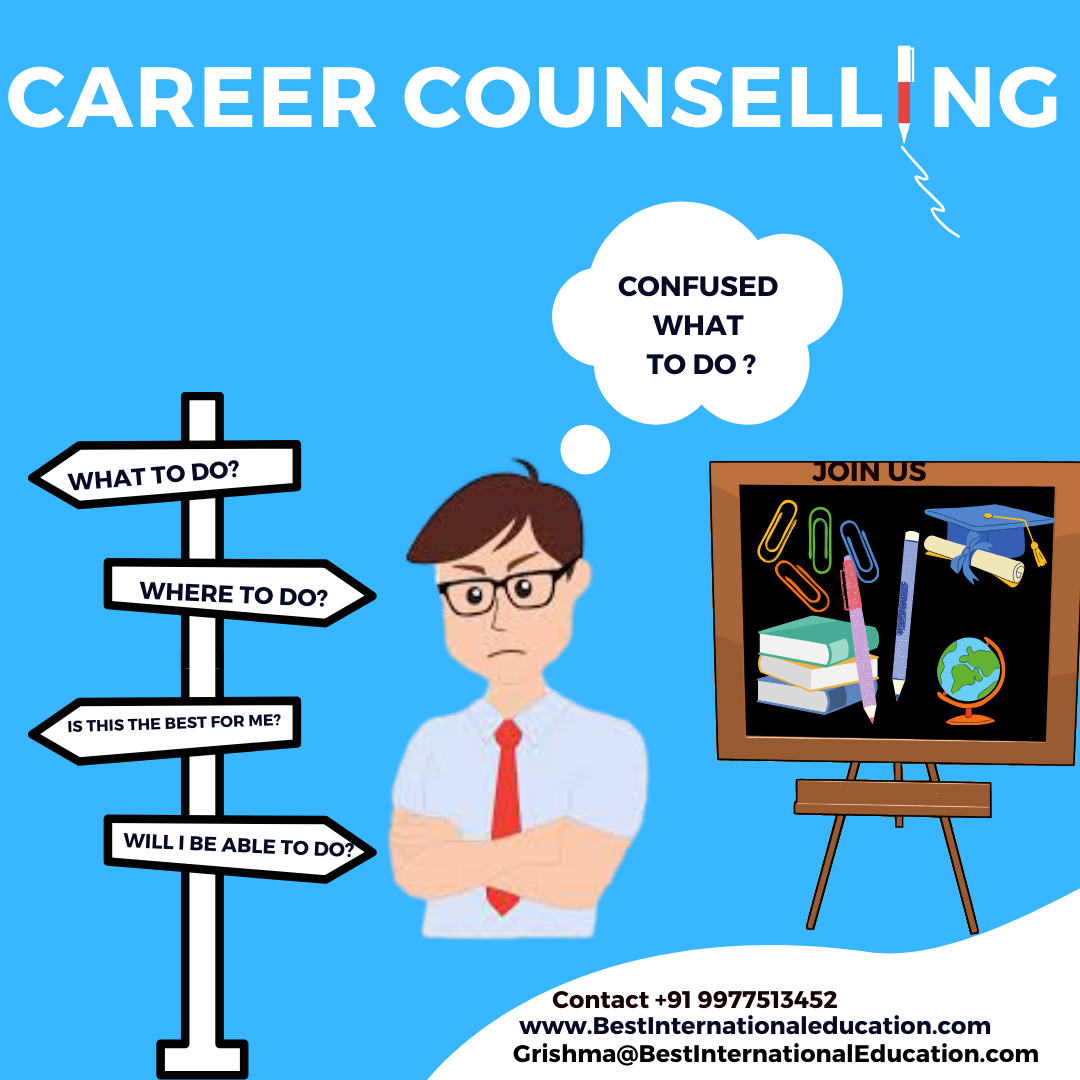 CAREER COUNSELLING
CONFUSED
WHAT
TO DO ?
WHAT TO DO?
WHERE TO DO?
IS THIS THE BEST FOR ME?
WILL I BE ABLE TO DO?
JOIN US
Contact +91 9977513452
www.BestInternationaleducation.com
Grishma@BestInternationalEducation.com